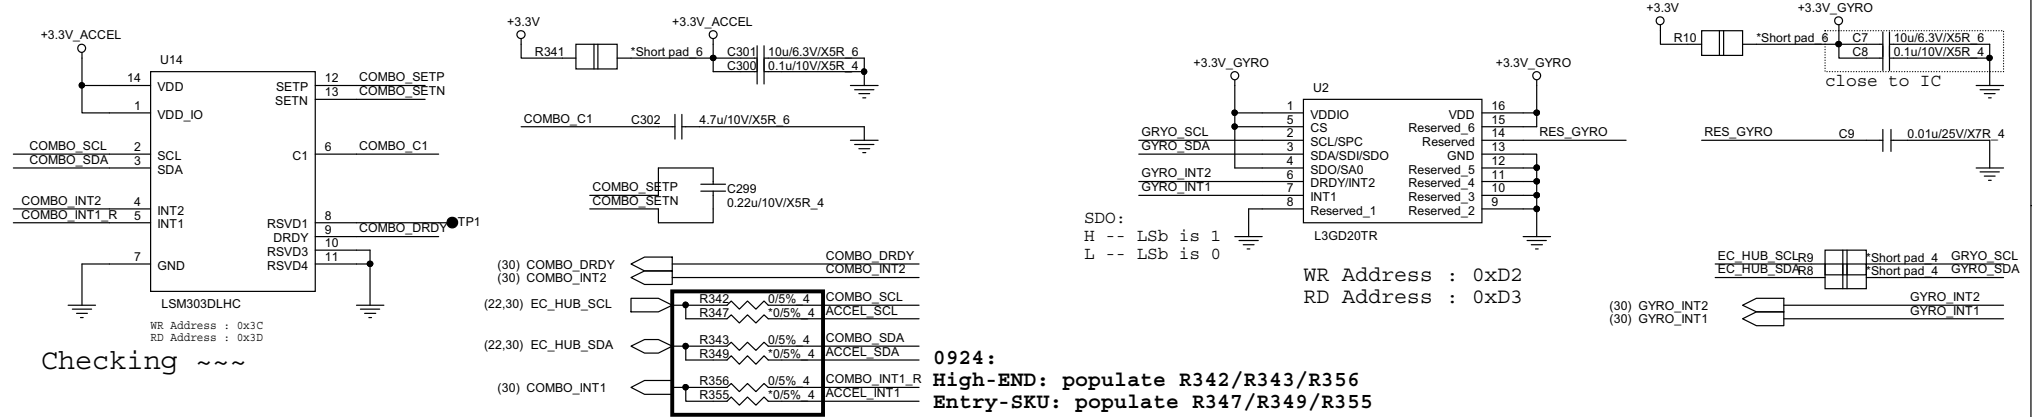 +3.3V_ACCEL
U14
14 VDD
1 VDD_IO
COMBO_SCL 2 SCL
COMBO_SDA 3 SDA
COMBO_INT2 4 INT2
COMBO_INT1_R 5 INT1
7 GND
SETP 12 COMBO_SETP
SETN 13 COMBO_SETN
C1 6 COMBO_C1
RSVD1 8 TP1
DRDY 9 COMBO_DRDY
RSVD3 10
RSVD4 11
LSM303DLHC
WR Address : 0x3C
RD Address : 0x3D
Checking ~~~
+3.3V
+3.3V_ACCEL
R341 *Short pad_6
C301 10u/6.3V/X5R_6
C300 0.1u/10V/X5R_4
COMBO_C1 C302 4.7u/10V/X5R_6
COMBO_SETP
COMBO_SETN
C299
0.22u/10V/X5R_4
(30) COMBO_DRDY COMBO_DRDY
(30) COMBO_INT2 COMBO_INT2
(22,30) EC_HUB_SCL R342 0/5%_4 COMBO_SCL
R347 *0/5%_4 ACCEL_SCL
(22,30) EC_HUB_SDA R343 0/5%_4 COMBO_SDA
R349 *0/5%_4 ACCEL_SDA
(30) COMBO_INT1 R356 0/5%_4 COMBO_INT1_R
R355 *0/5%_4 ACCEL_INT1
0924:
High-END: populate R342/R343/R356
Entry-SKU: populate R347/R349/R355
+3.3V_GYRO
+3.3V_GYRO
U2
1 VDDIO
5 CS
GRYO_SCL 2 SCL/SPC
GYRO_SDA 3 SDA/SDI/SDO
4 SDO/SA0
GYRO_INT2 6 DRDY/INT2
GYRO_INT1 7 INT1
8 Reserved_1
VDD 16
Reserved_6 15
Reserved 14 RES_GYRO
GND 13
Reserved_5 12
Reserved_4 11
Reserved_3 10
Reserved_2 9
L3GD20TR
SDO:
H -- LSb is 1
L -- LSb is 0
WR Address : 0xD2
RD Address : 0xD3
+3.3V
+3.3V_GYRO
R10 *Short pad_6
C7 10u/6.3V/X5R_6
C8 0.1u/10V/X5R_4
close to IC
RES_GYRO C9 0.01u/25V/X7R_4
EC_HUB_SCL R9 *Short pad_4 GRYO_SCL
EC_HUB_SDA R8 *Short pad_4 GYRO_SDA
(30) GYRO_INT2 GYRO_INT2
(30) GYRO_INT1 GYRO_INT1